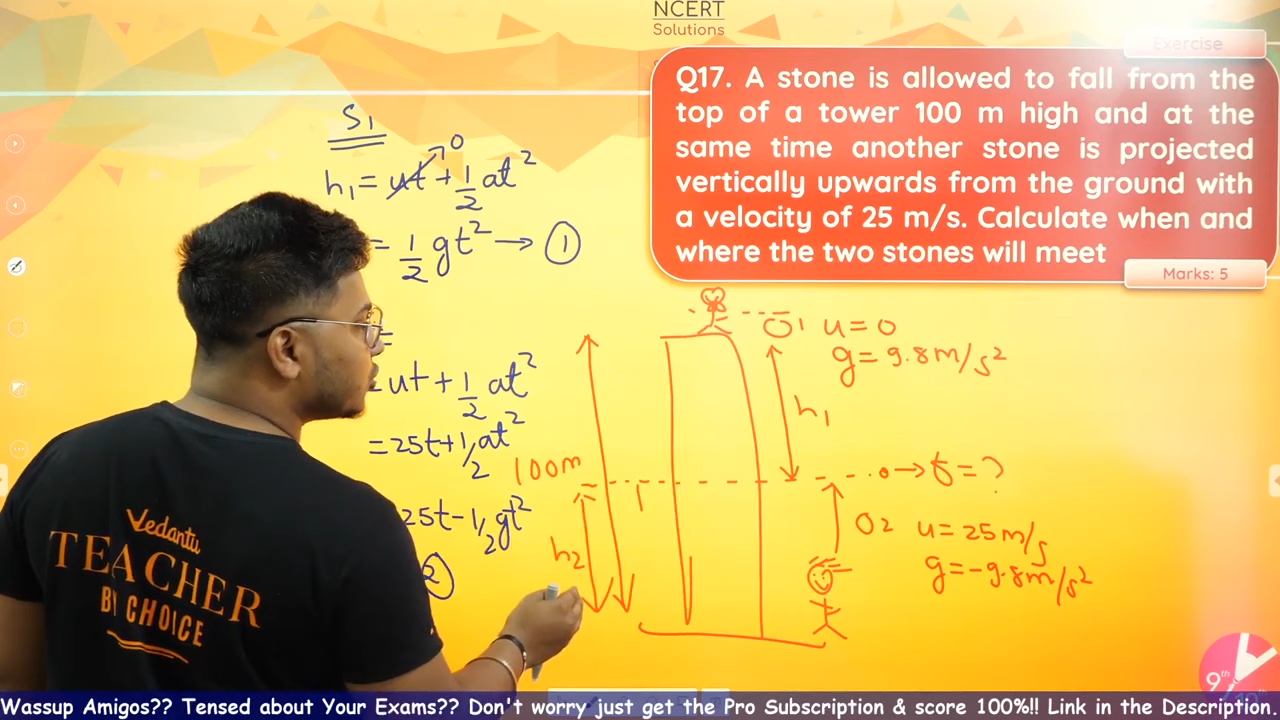 NCERT
Solutions
Exercise
Q17. A stone is allowed to fall from the
top of a tower 100 m high and at the
same time another stone is projected
vertically upwards from the ground with
a velocity of 25 m/s. Calculate when and
where the two stones will meet
Marks: 5
S1
h1 = ut + 1/2 at²
0
= 1/2 gt² → 1
= ut + 1/2 at²
= 25t + 1/2 at²
25t - 1/2 gt²
2
O1 u = 0
g = 9.8 m/s²
h1
100m
→ t = ?
h2
O2 u = 25 m/s
g = -9.8 m/s²
Vedantu
TEACHER
BY CHOICE
9th
10th
Wassup Amigos?? Tensed about Your Exams?? Don't worry just get the Pro Subscription & score 100%!! Link in the Description.